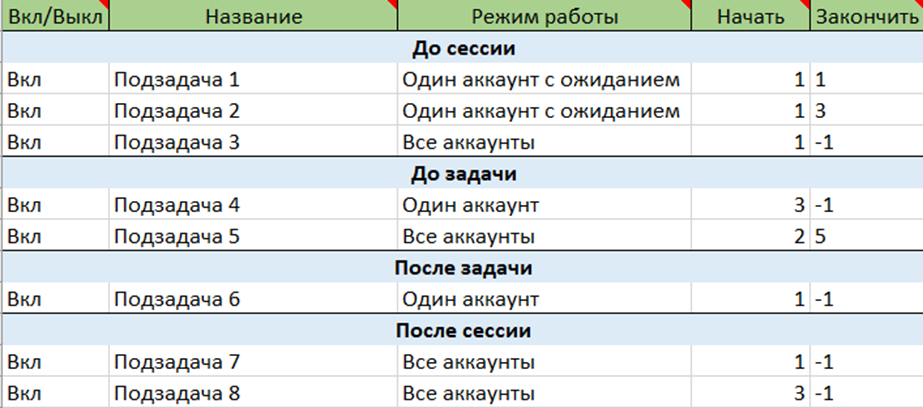 Вкл/Выкл Название Режим работы Начать Закончить
До сессии
Вкл Подзадача 1 Один аккаунт с ожиданием 1 1
Вкл Подзадача 2 Один аккаунт с ожиданием 1 3
Вкл Подзадача 3 Все аккаунты 1 -1
До задачи
Вкл Подзадача 4 Один аккаунт 3 -1
Вкл Подзадача 5 Все аккаунты 2 5
После задачи
Вкл Подзадача 6 Один аккаунт 1 -1
После сессии
Вкл Подзадача 7 Все аккаунты 1 -1
Вкл Подзадача 8 Все аккаунты 3 -1